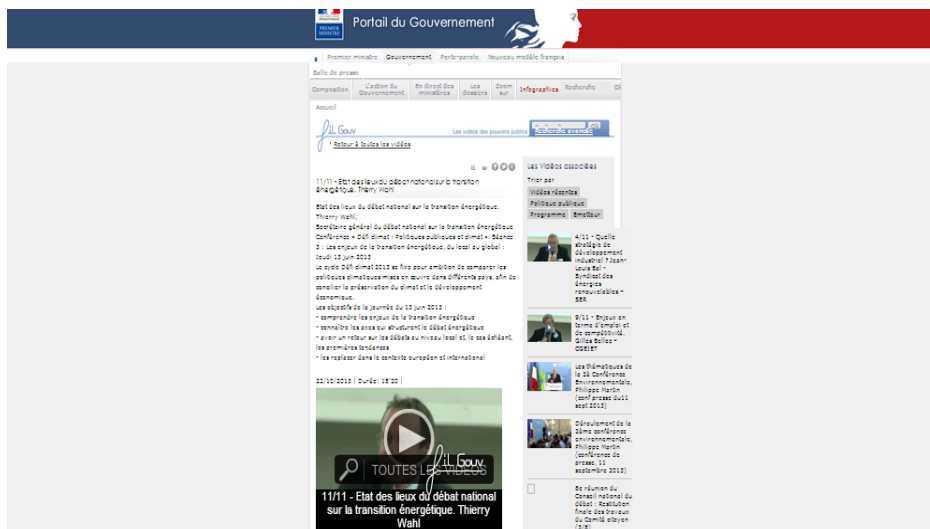 PREMIER
MINISTRE
Portail du Gouvernement
Premier ministre Gouvernement Porte-parole Nouveau modèle français
Salle de presse
Composition L'action du Gouvernement En direct des ministères Les dossiers Zoom sur Infographies Recherche
Accueil
fil Gouv
Les vidéos des pouvoirs publics
Recherche avancée
* Retour à toutes les vidéos
11/11 - Etat des lieux du débat national sur la transition
énergétique. Thierry Wahl
Etat des lieux du débat national sur la transition énergétique.
Thierry Wahl,
Secrétaire général du débat national sur la transition énergétique
Conférence « Défi climat : Politiques publiques et climat ». Séance
3 : Les enjeux de la transition énergétique, du local au global :
Jeudi 13 juin 2013
Le cycle Défi climat 2013 se fixe pour ambition de comparer les
politiques climatiques mises en œuvre dans différents pays, afin de
concilier la préservation du climat et le développement
économique.
Les objectifs de la journée du 13 juin 2013 :
• comprendre les enjeux de la transition énergétique
• connaître les axes qui structurent le débat énergétique
• avoir un retour sur les débats au niveau local et, le cas échéant,
les premières tendances
• les replacer dans le contexte européen et international
22/10/2013 | Durée: 15'20 |
TOUTES LES VIDEOS
fil Gouv
11/11 - Etat des lieux du débat national
sur la transition énergétique. Thierry
Wahl
Les Vidéos associées
Trier par
Vidéos récentes
Politique publique
Programme Emetteur
4/11 - Quelle
stratégie de
développement
industriel ? Jean-
Louis Bal -
Syndicat des
énergies
renouvelables -
SER
9/11 - Enjeux en
terme d'emploi et
de compétitivité.
Gilles Bellec -
CGEIET
Les thématiques de
la 2è Conférence
Environnementale,
Philippe Martin
(conf presse du 11
sept 2013)
Déroulement de la
2ème conférence
environnementale,
Philippe Martin
(conférence de
presse, 11
septembre 2013)
8e réunion du
Conseil national du
débat : Restitution
finale des travaux
du Comité citoyen